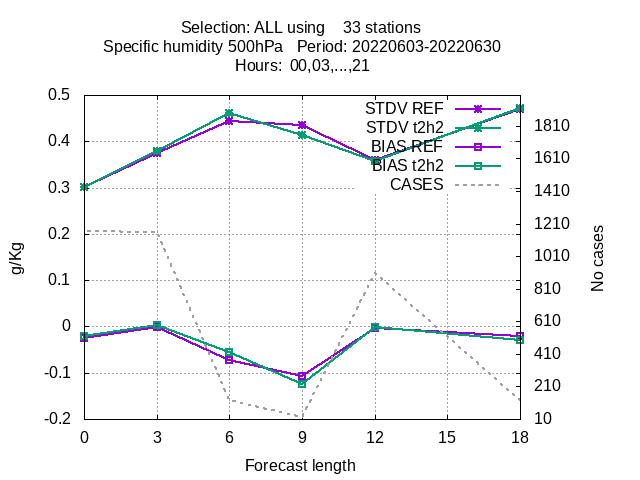 Selection: ALL using    33 stations
Specific humidity 500hPa   Period: 20220603-20220630
Hours:  00,03,...,21
0.5
0.4
0.3
0.2
0.1
0
-0.1
-0.2
g/Kg
STDV REF
STDV t2h2
BIAS REF
BIAS t2h2
CASES
1810
1610
1410
1210
1010
810
610
410
210
10
No cases
0 3 6 9 12 15 18
Forecast length